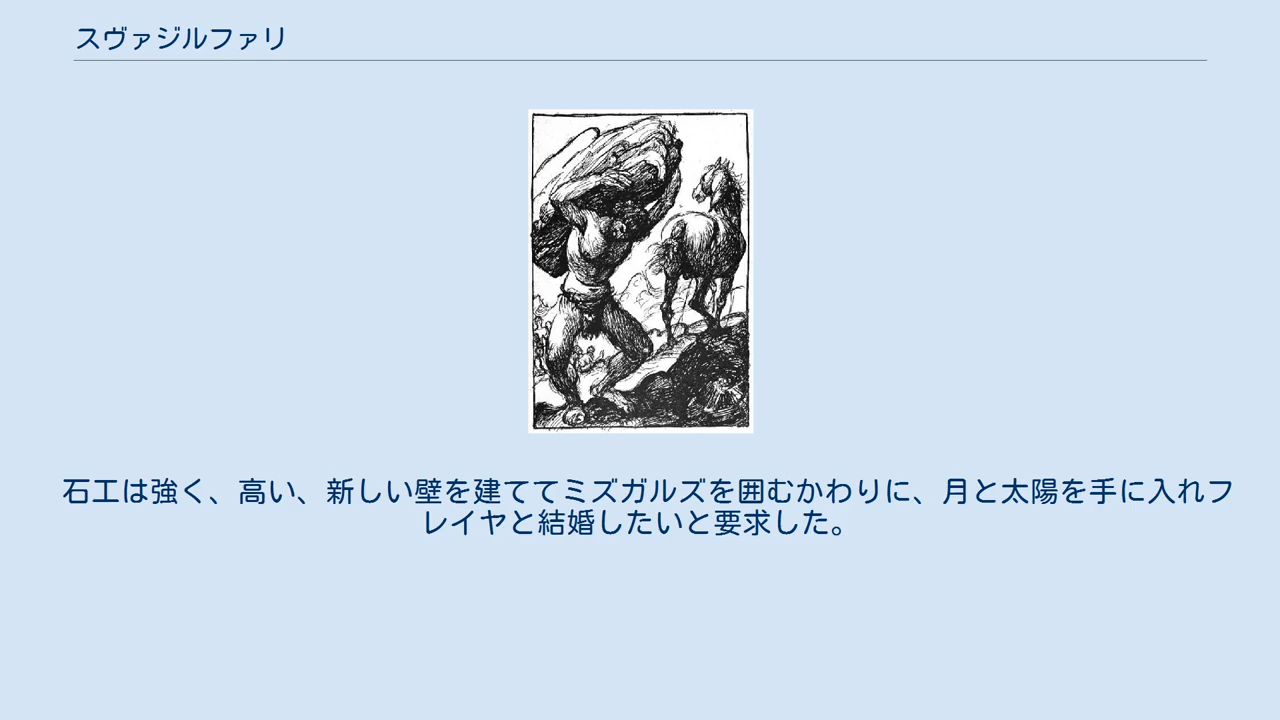 スヴァジルファリ
石工は強く、高い、新しい壁を建ててミズガルズを囲むかわりに、月と太陽を手に入れフ
レイヤと結婚したいと要求した。